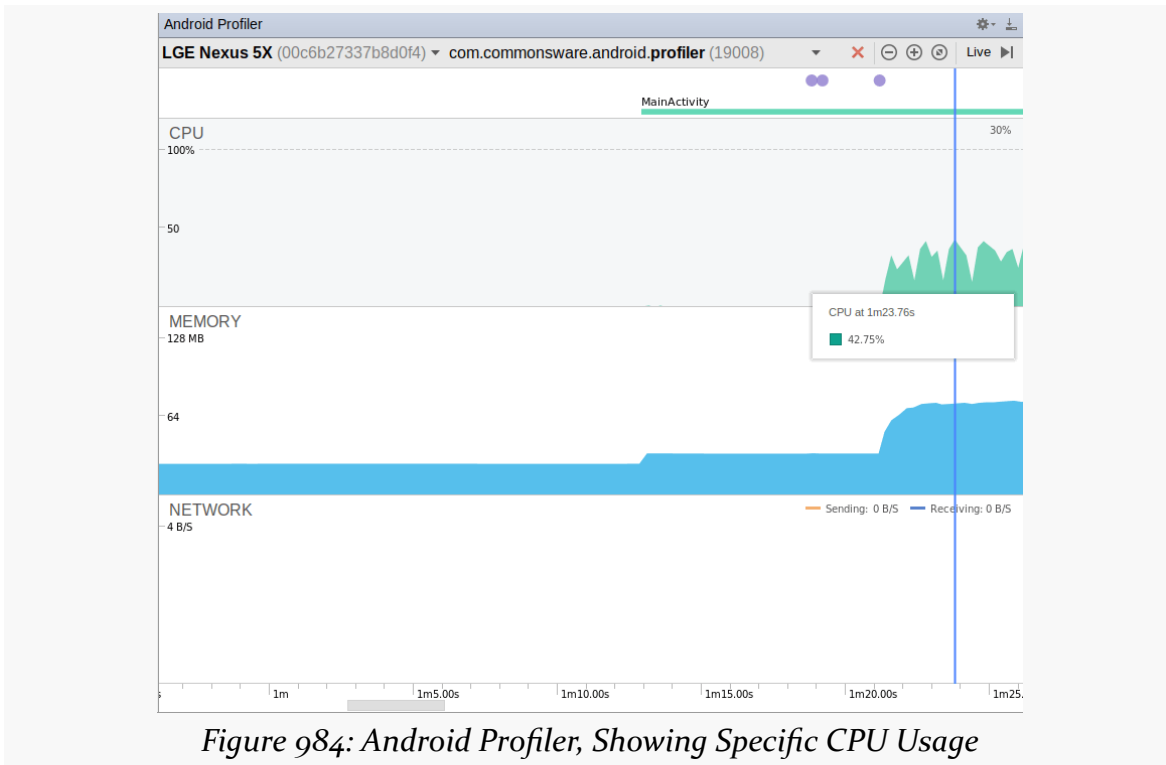 Android Profiler
LGE Nexus 5X (00c6b27337b8d0f4) com.commonsware.android.profiler (19008) Live
MainActivity
CPU 30%
100%
50
CPU at 1m23.76s
42.75%
MEMORY
128 MB
64
NETWORK Sending: 0 B/S Receiving: 0 B/S
4 B/S
s 1m 1m5.00s 1m10.00s 1m15.00s 1m20.00s 1m25.
Figure 984: Android Profiler, Showing Specific CPU Usage